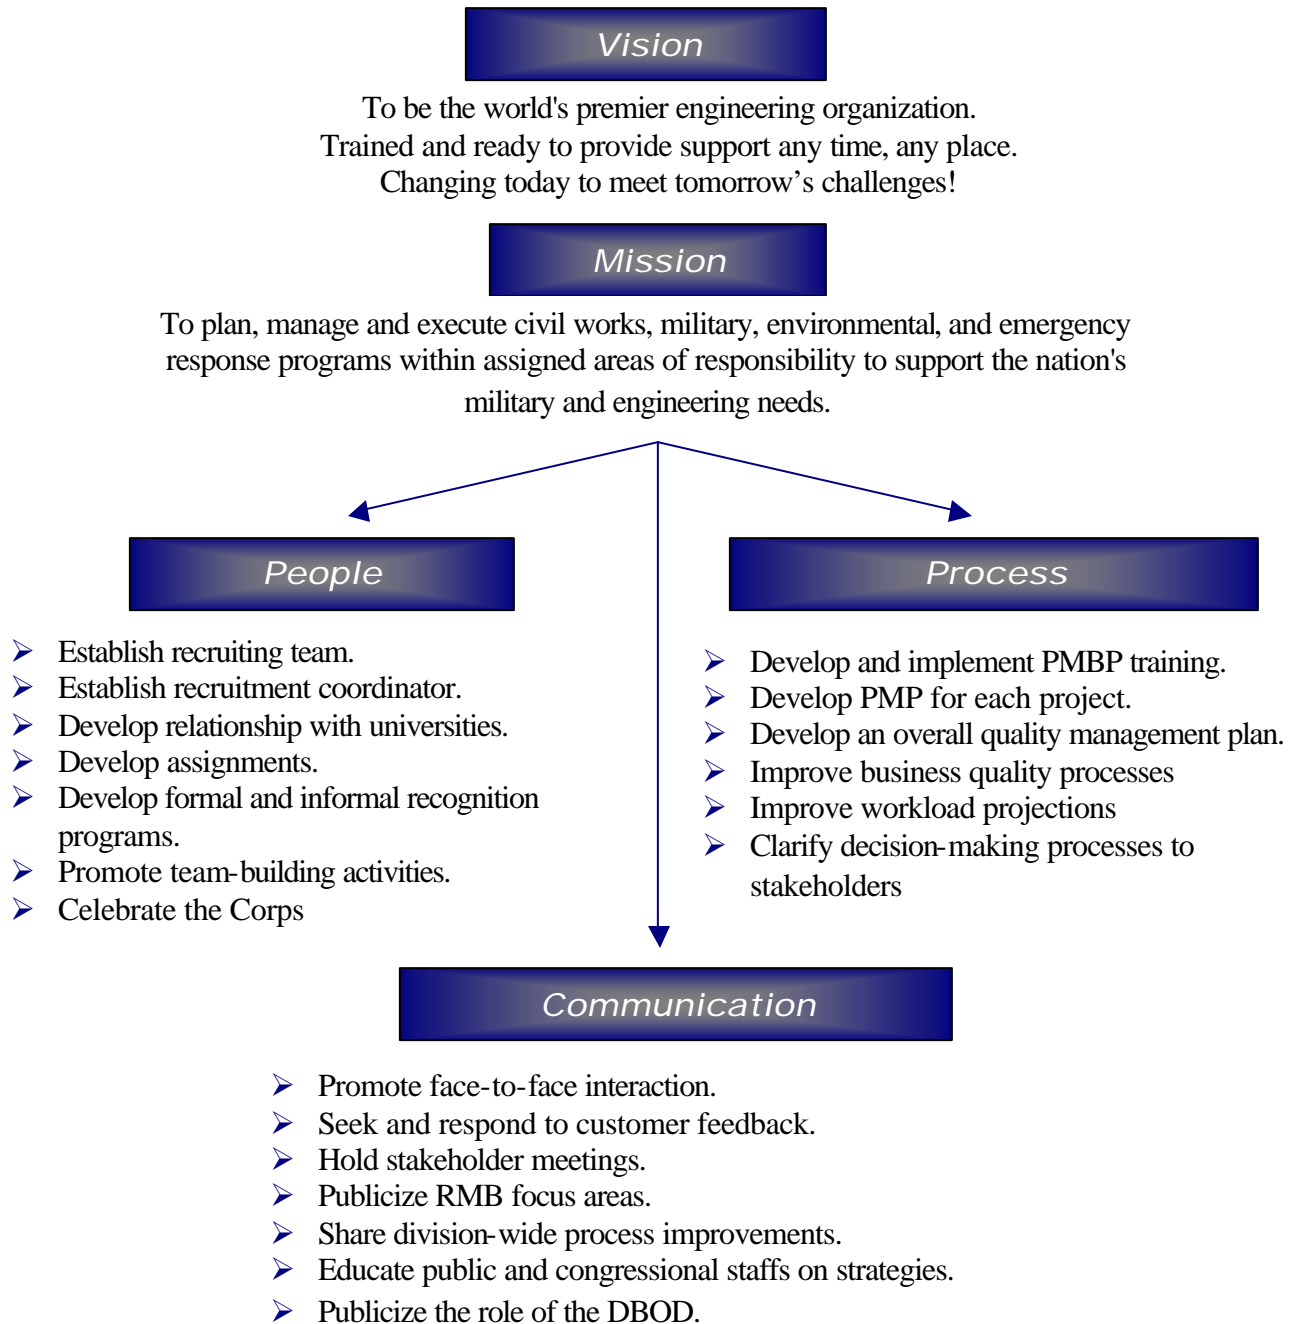 Vision
To be the world's premier engineering organization.
Trained and ready to provide support any time, any place.
Changing today to meet tomorrow’s challenges!
Mission
To plan, manage and execute civil works, military, environmental, and emergency
response programs within assigned areas of responsibility to support the nation's
military and engineering needs.
People
➢ Establish recruiting team.
➢ Establish recruitment coordinator.
➢ Develop relationship with universities.
➢ Develop assignments.
➢ Develop formal and informal recognition
programs.
➢ Promote team-building activities.
➢ Celebrate the Corps
Process
➢ Develop and implement PMBP training.
➢ Develop PMP for each project.
➢ Develop an overall quality management plan.
➢ Improve business quality processes
➢ Improve workload projections
➢ Clarify decision-making processes to
stakeholders
Communication
➢ Promote face-to-face interaction.
➢ Seek and respond to customer feedback.
➢ Hold stakeholder meetings.
➢ Publicize RMB focus areas.
➢ Share division-wide process improvements.
➢ Educate public and congressional staffs on strategies.
➢ Publicize the role of the DBOD.